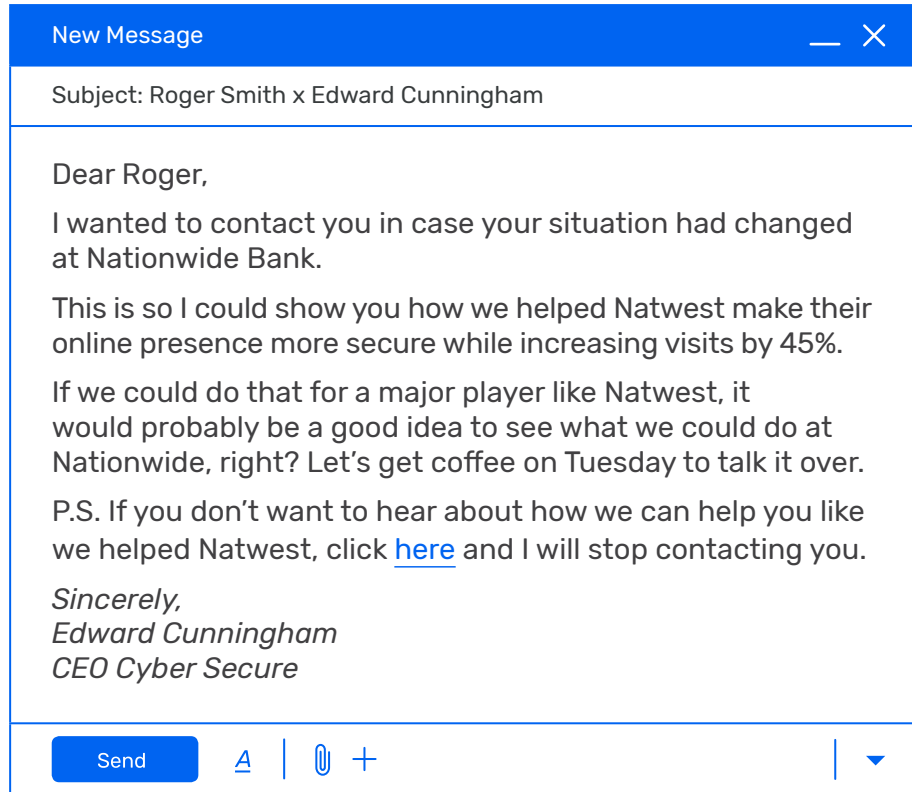 New Message
Subject: Roger Smith x Edward Cunningham
Dear Roger,
I wanted to contact you in case your situation had changed
at Nationwide Bank.
This is so I could show you how we helped Natwest make their
online presence more secure while increasing visits by 45%.
If we could do that for a major player like Natwest, it
would probably be a good idea to see what we could do at
Nationwide, right? Let’s get coffee on Tuesday to talk it over.
P.S. If you don’t want to hear about how we can help you like
we helped Natwest, click here and I will stop contacting you.
Sincerely,
Edward Cunningham
CEO Cyber Secure
Send A